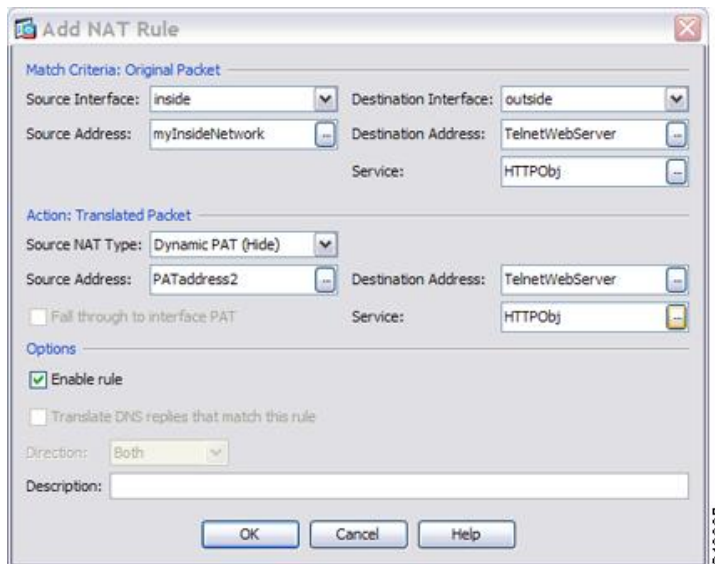 Add NAT Rule
Match Criteria: Original Packet
Source Interface: inside Destination Interface: outside
Source Address: myInsideNetwork ... Destination Address: TelnetWebServer ...
Service: HTTPObj ...
Action: Translated Packet
Source NAT Type: Dynamic PAT (Hide)
Source Address: PATaddress2 ... Destination Address: TelnetWebServer ...
Fall through to interface PAT Service: HTTPObj ...
Options
Enable rule
Translate DNS replies that match this rule
Direction: Both
Description:
OK Cancel Help